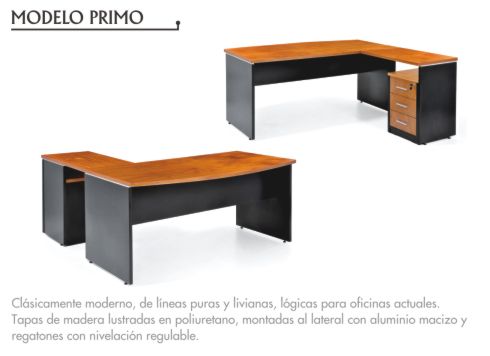 MODELO PRIMO
Clásicamente moderno, de líneas puras y livianas, lógicas para oficinas actuales.
Tapas de madera lustradas en poliuretano, montadas al lateral con aluminio macizo y
regatones con nivelación regulable.